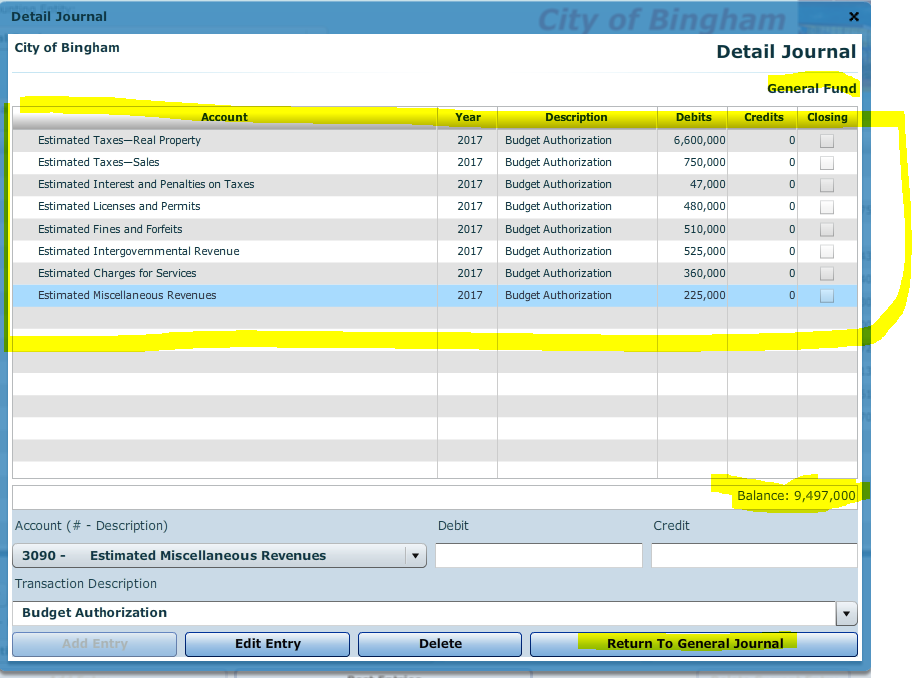 Detail Journal
City of Bingham
City of Bingham
Detail Journal
General Fund
Account Year Description Debits Credits Closing
Estimated Taxes—Real Property 2017 Budget Authorization 6,600,000 0
Estimated Taxes—Sales 2017 Budget Authorization 750,000 0
Estimated Interest and Penalties on Taxes 2017 Budget Authorization 47,000 0
Estimated Licenses and Permits 2017 Budget Authorization 480,000 0
Estimated Fines and Forfeits 2017 Budget Authorization 510,000 0
Estimated Intergovernmental Revenue 2017 Budget Authorization 525,000 0
Estimated Charges for Services 2017 Budget Authorization 360,000 0
Estimated Miscellaneous Revenues 2017 Budget Authorization 225,000 0
Balance: 9,497,000
Account (# - Description) Debit Credit
3090 - Estimated Miscellaneous Revenues
Transaction Description
Budget Authorization
Add Entry Edit Entry Delete Return To General Journal